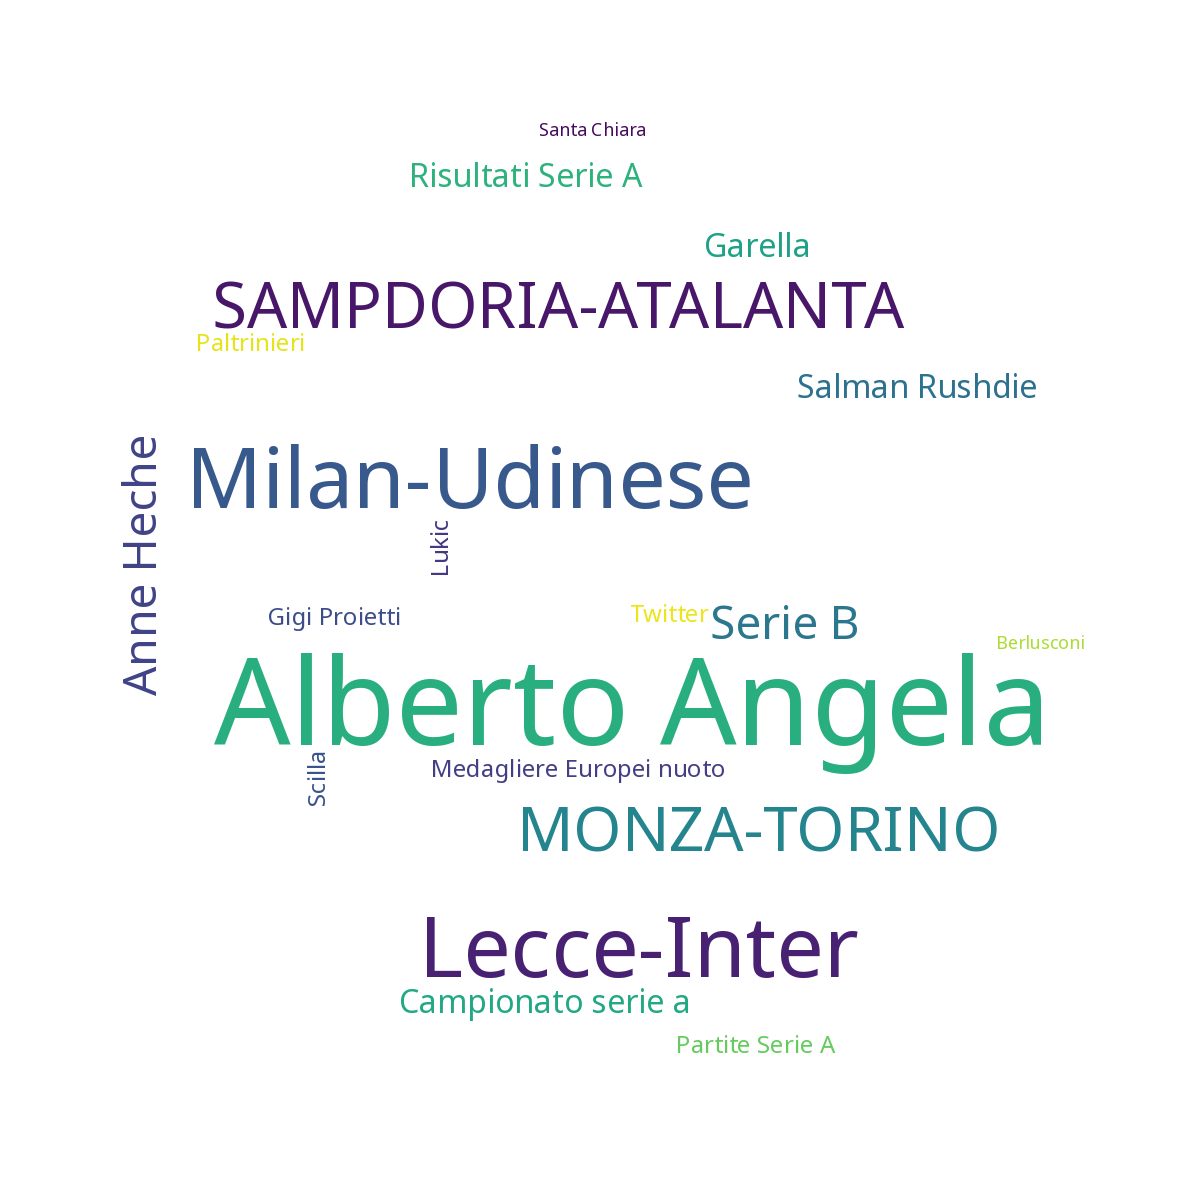 Santa Chiara
Risultati Serie A
Garella
SAMPDORIA-ATALANTA
Paltrinieri
Salman Rushdie
Anne Heche
Milan-Udinese
Lukic
Gigi Proietti
Twitter
Serie B
Berlusconi
Alberto Angela
Scilla
Medagliere Europei nuoto
MONZA-TORINO
Lecce-Inter
Campionato serie a
Partite Serie A